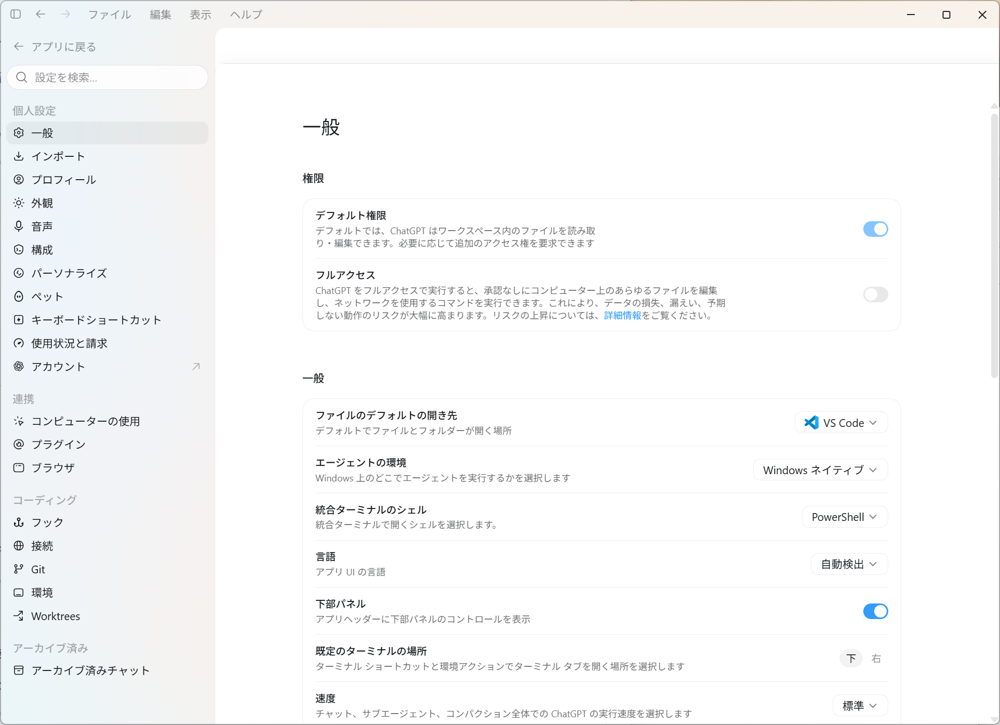 ファイル 編集 表示 ヘルプ
アプリに戻る
設定を検索...
個人設定
一般
インポート
プロフィール
外観
音声
構成
パーソナライズ
ペット
キーボードショートカット
使用状況と請求
アカウント
連携
コンピューターの使用
プラグイン
ブラウザ
コーディング
フック
接続
Git
環境
Worktrees
アーカイブ済み
アーカイブ済みチャット
一般
権限
デフォルト権限
デフォルトでは、ChatGPT はワークスペース内のファイルを読み取
り・編集できます。必要に応じて追加のアクセス権を要求できます
フルアクセス
ChatGPT をフルアクセスで実行すると、承認なしにコンピューター上のあらゆるファイルを編集
し、ネットワークを使用するコマンドを実行できます。これにより、データの損失、漏えい、予期
しない動作のリスクが大幅に高まります。リスクの上昇については、詳細情報をご覧ください。
一般
ファイルのデフォルトの開き先
デフォルトでファイルとフォルダーが開く場所
VS Code
エージェントの環境
Windows 上のどこでエージェントを実行するかを選択します
Windows ネイティブ
統合ターミナルのシェル
統合ターミナルで開くシェルを選択します。
PowerShell
言語
アプリ UI の言語
自動検出
下部パネル
アプリヘッダーに下部パネルのコントロールを表示
既定のターミナルの場所
ターミナル ショートカットと環境アクションでターミナル タブを開く場所を選択します
下 右
速度
チャット、サブエージェント、コンパクション全体での ChatGPT の実行速度を選択します
標準